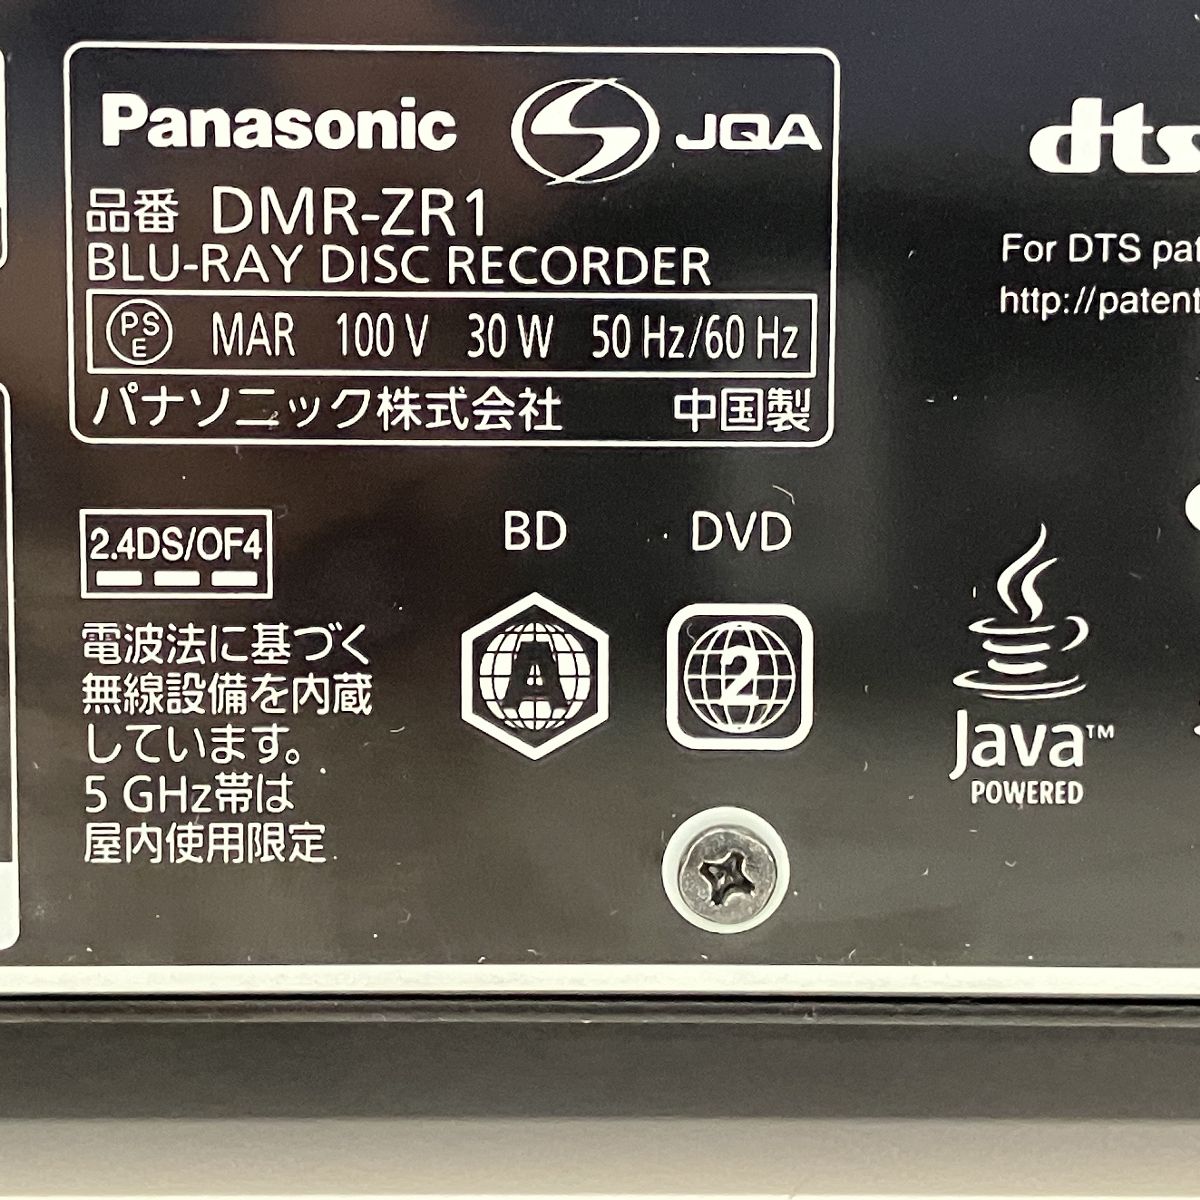 Panasonic JQA
品番 DMR-ZR1
BLU-RAY DISC RECORDER
PSE MAR 100 V 30 W 50 Hz/60 Hz
パナソニック株式会社 中国製
2.4DS/OF4
電波法に基づく
無線設備を内蔵
しています。
5 GHz帯は
屋内使用限定
BD
A
DVD
2
dts
For DTS pat
http://patent
Java™
POWERED